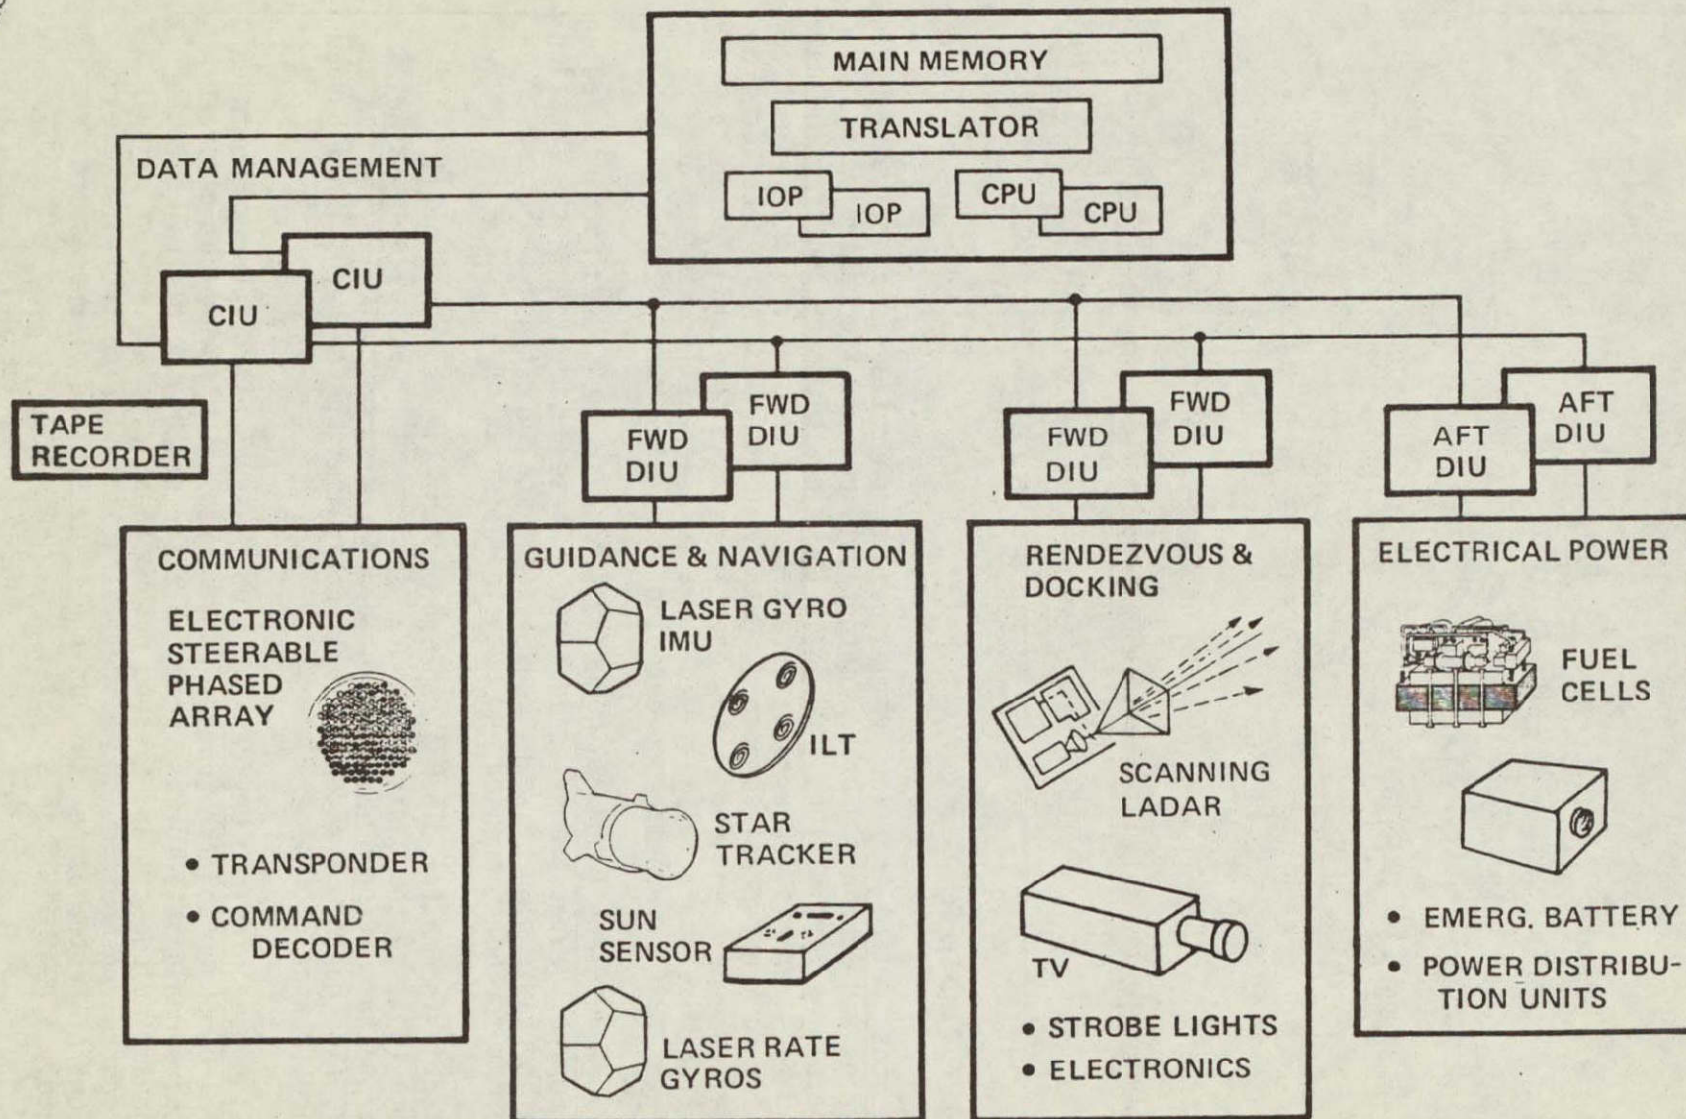 MAIN MEMORY
TRANSLATOR
IOP
IOP
CPU
CPU
DATA MANAGEMENT
CIU
CIU
TAPE
RECORDER
FWD
DIU
FWD
DIU
FWD
DIU
FWD
DIU
AFT
DIU
AFT
DIU
COMMUNICATIONS
ELECTRONIC
STEERABLE
PHASED
ARRAY
• TRANSPONDER
• COMMAND
DECODER
GUIDANCE & NAVIGATION
LASER GYRO
IMU
ILT
STAR
TRACKER
SUN
SENSOR
LASER RATE
GYROS
RENDEZVOUS &
DOCKING
SCANNING
LADAR
TV
• STROBE LIGHTS
• ELECTRONICS
ELECTRICAL POWER
FUEL
CELLS
• EMERG. BATTERY
• POWER DISTRIBU-
TION UNITS